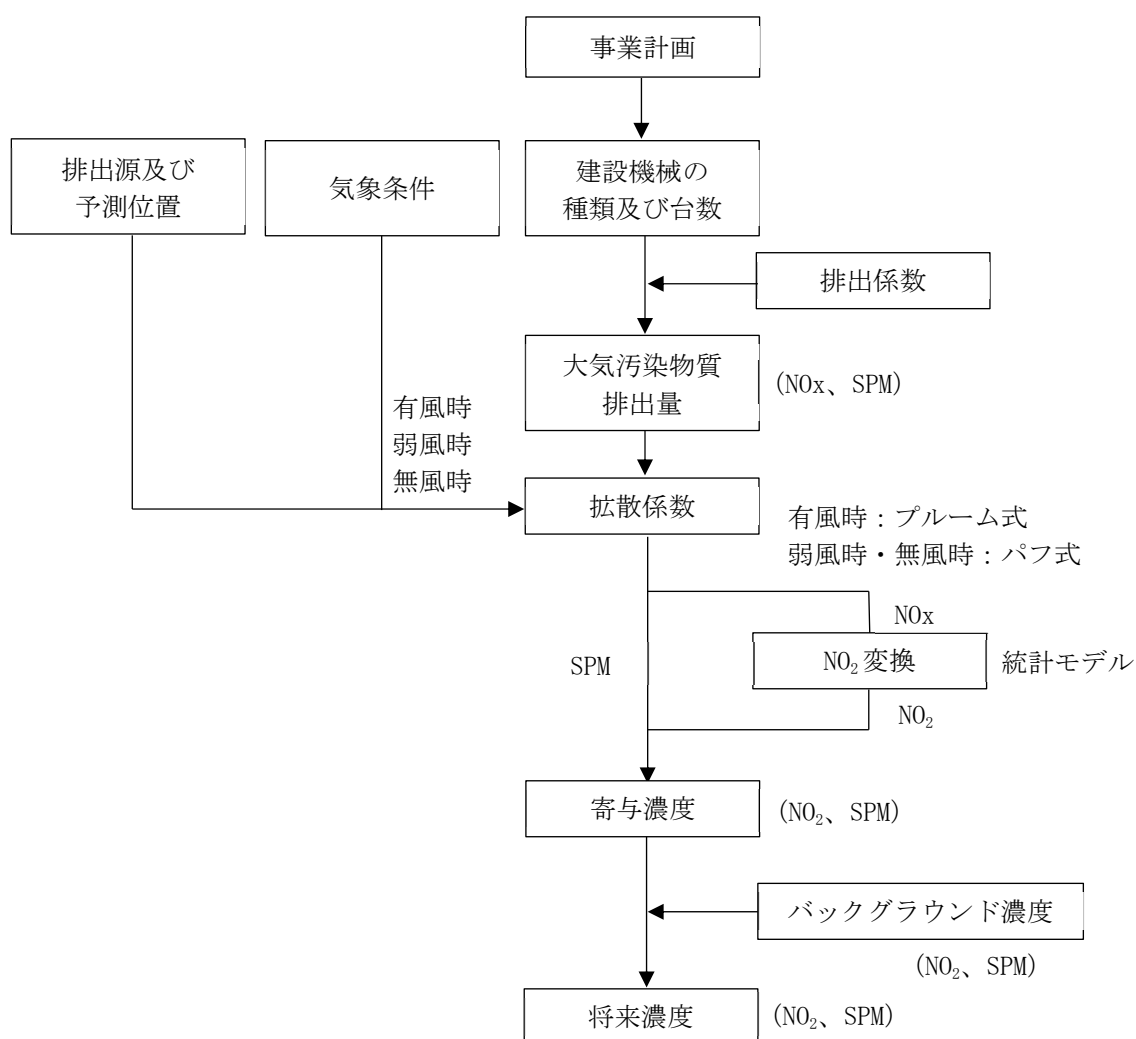 事業計画
排出源及び
予測位置
気象条件
建設機械の
種類及び台数
排出係数
大気汚染物質
排出量
(NOx、SPM)
有風時
弱風時
無風時
拡散係数
有風時：プルーム式
弱風時・無風時：パフ式
NOx
SPM
NO₂変換
統計モデル
NO₂
寄与濃度
(NO₂、SPM)
バックグラウンド濃度
(NO₂、SPM)
将来濃度
(NO₂、SPM)